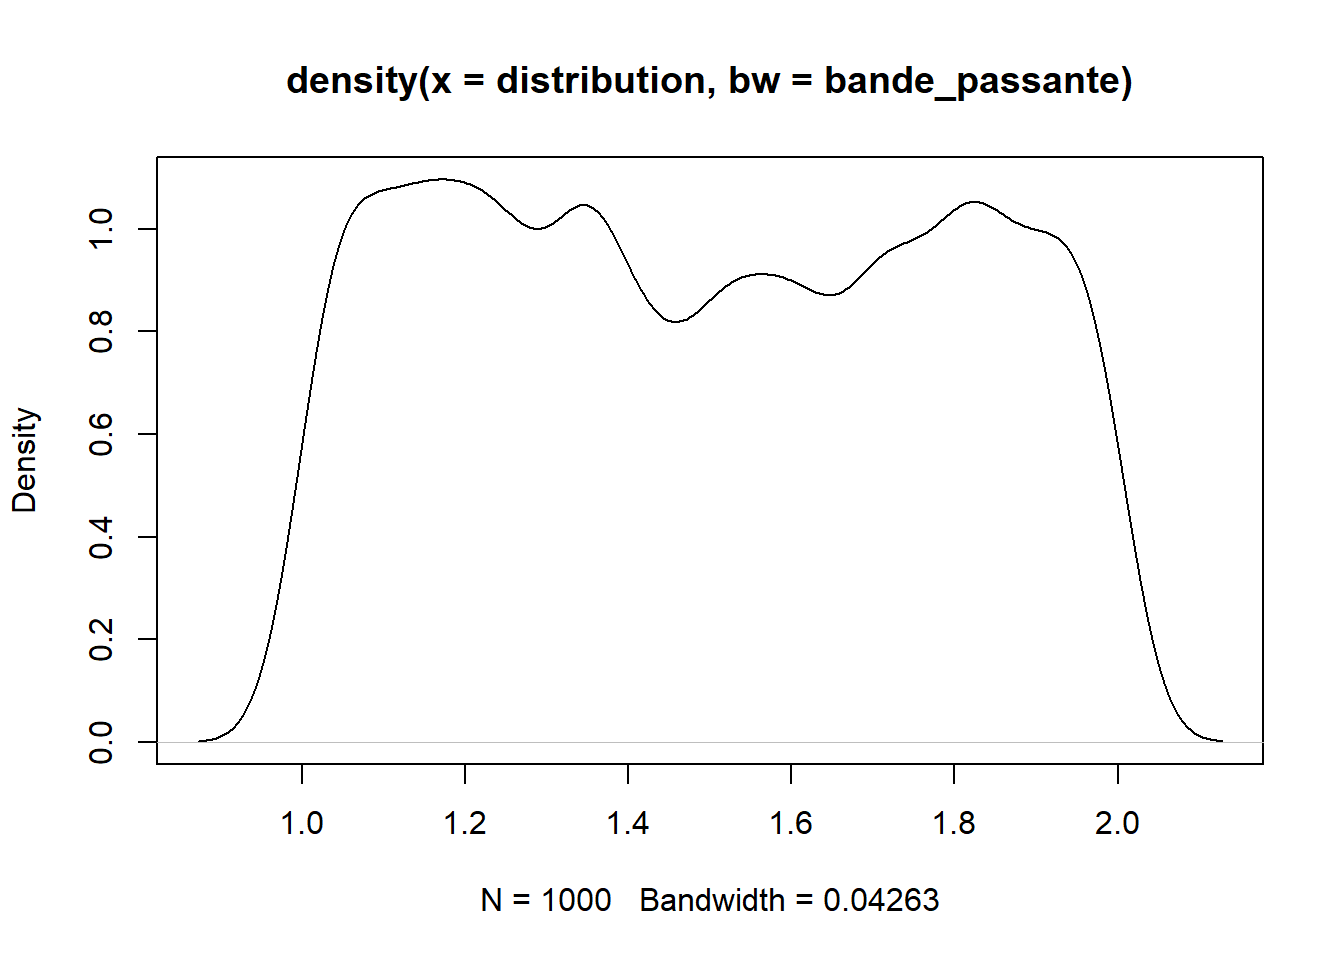 density(x = distribution, bw = bande_passante)
Density
1.0
0.8
0.6
0.4
0.2
0.0
1.0 1.2 1.4 1.6 1.8 2.0
N = 1000 Bandwidth = 0.04263